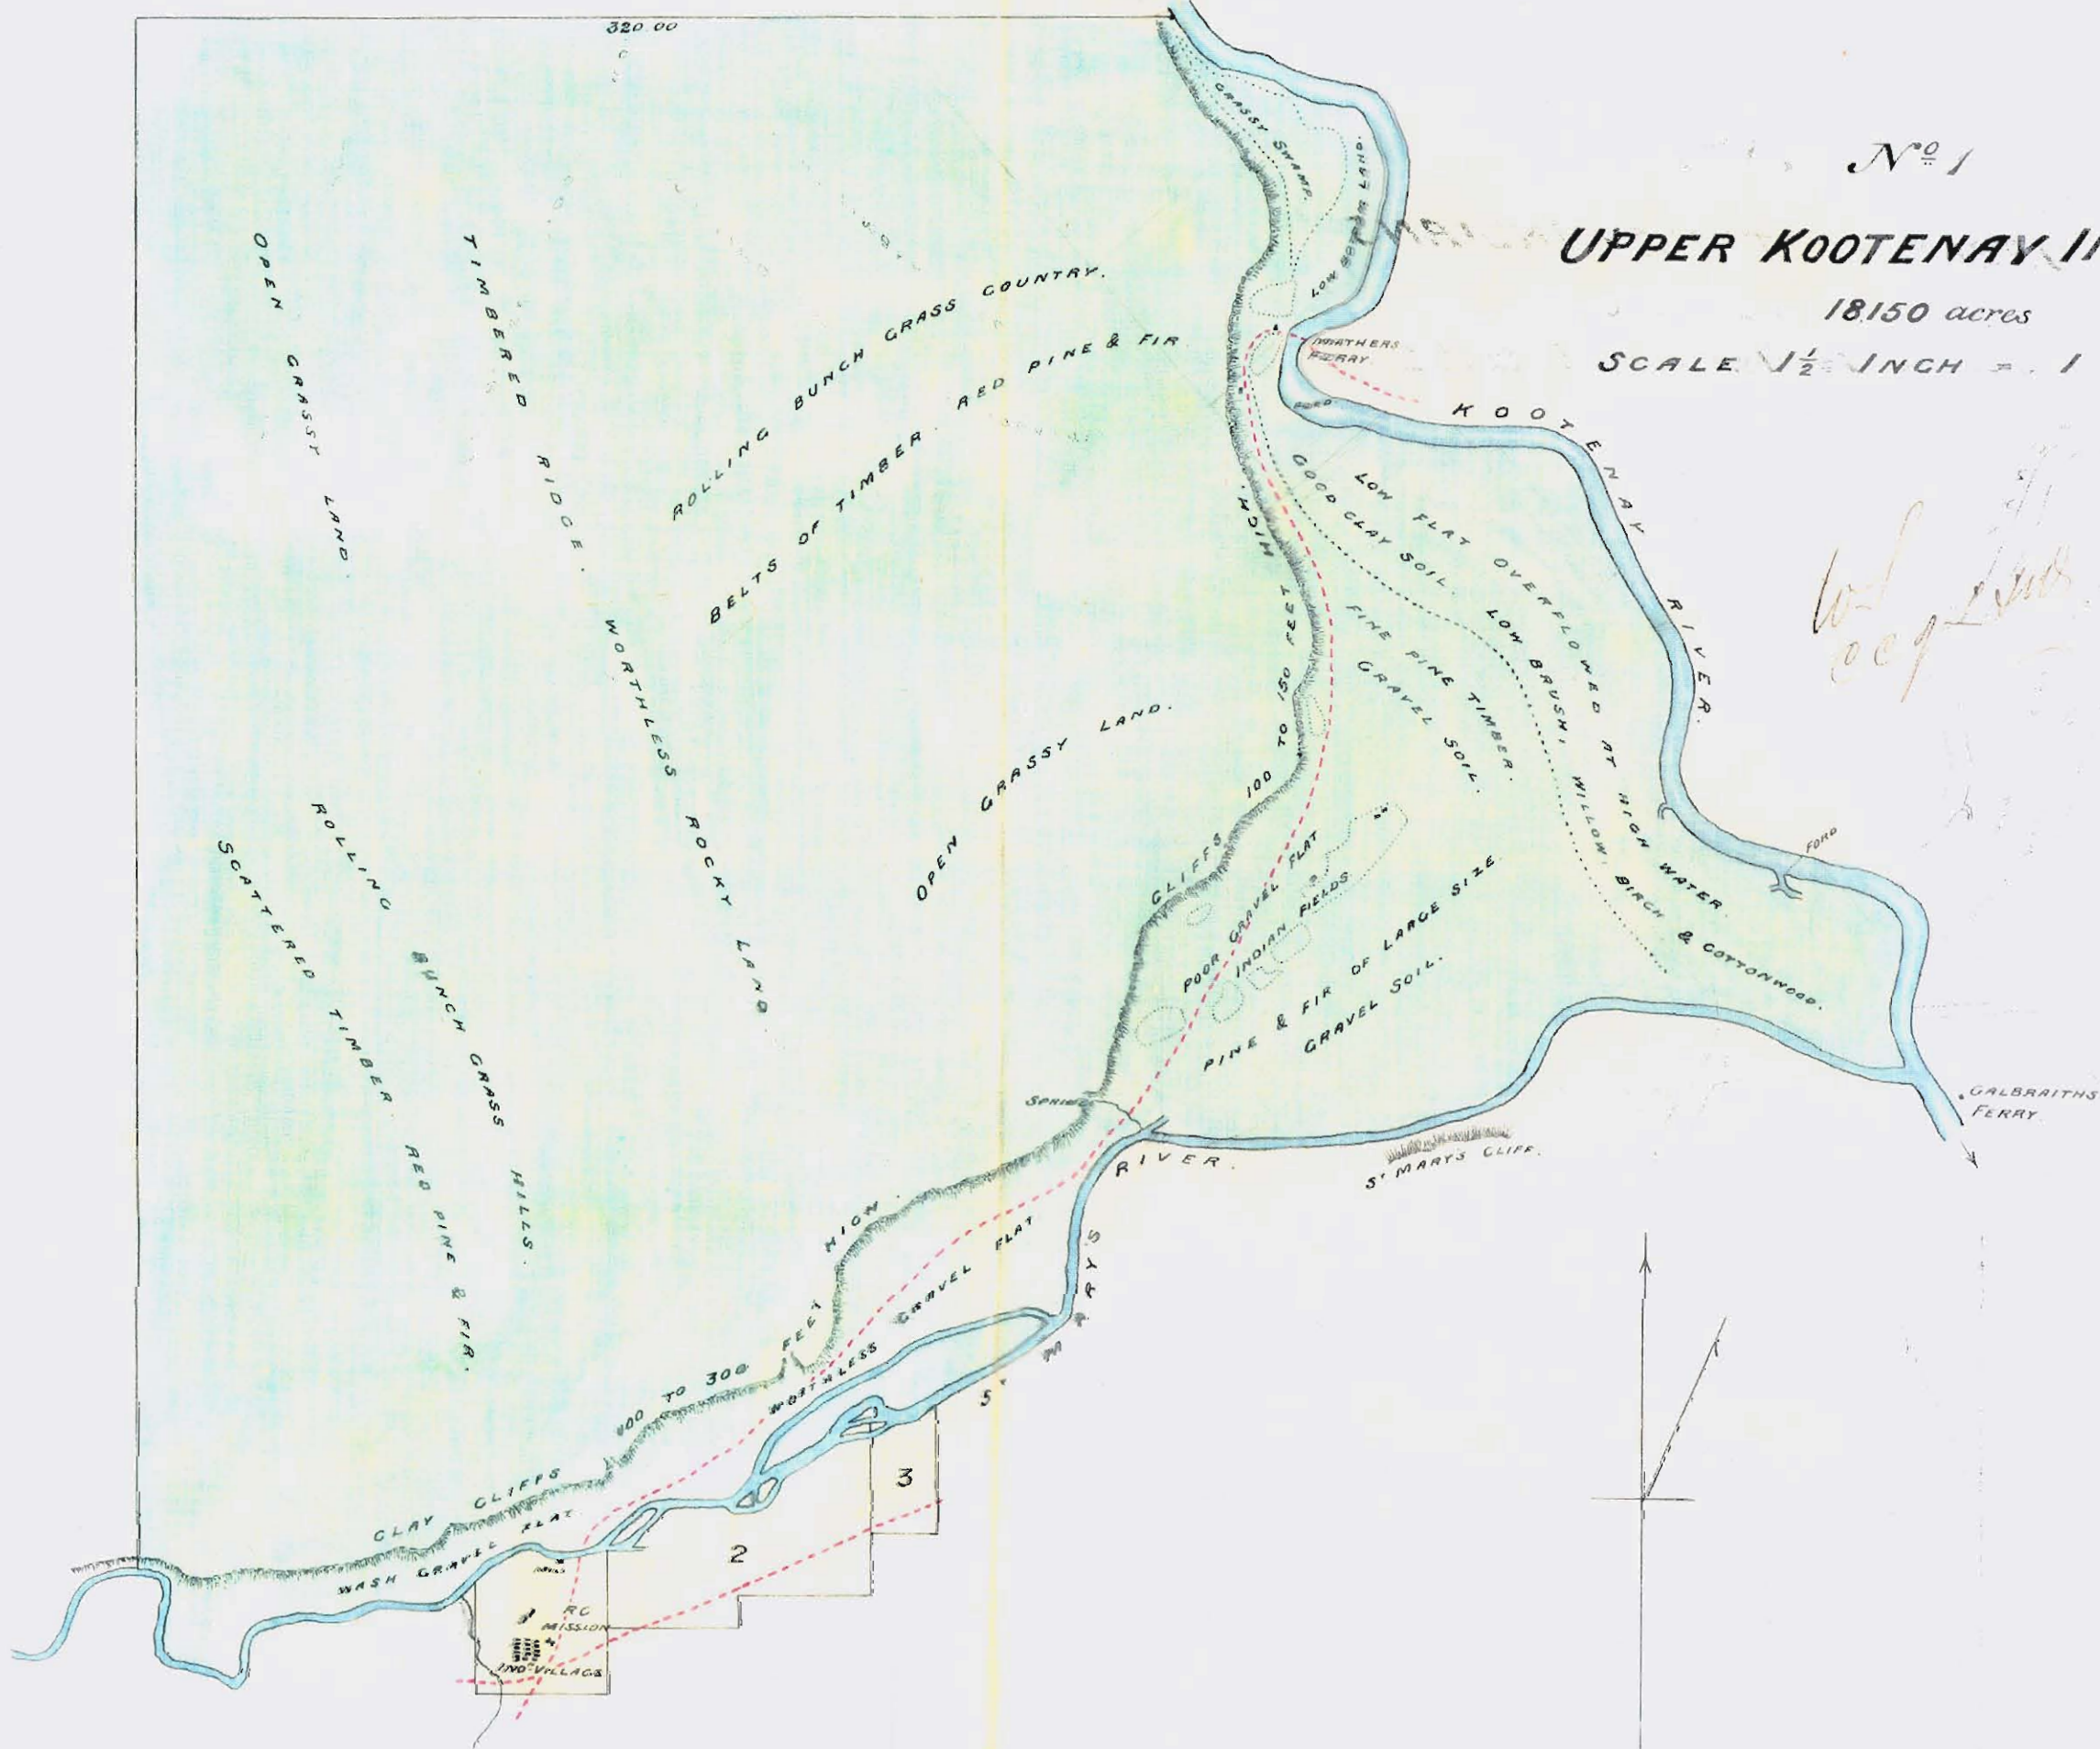 320.00
Nº 1
UPPER KOOTENAY
18150 acres
SCALE 1½ INCH = 1
GRASSY SWAMP.
LOW BOTTOM LAND.
MATHERS
FERRY
FORD
KOOTENAY RIVER.
OPEN GRASSY LAND.
TIMBERED RIDGE. WORTHLESS ROCKY LAND
ROLLING BUNCH GRASS COUNTRY.
BELTS OF TIMBER. RED PINE & FIR
OPEN GRASSY LAND.
ROLLING BUNCH GRASS HILLS.
SCATTERED TIMBER. RED PINE & FIR.
CLIFFS 100 TO 150 FEET HIGH.
LOW FLAT OVERFLOWED AT HIGH WATER.
GOOD CLAY SOIL.
LOW BRUSH, WILLOW, BIRCH & COTTONWOOD.
FINE PINE TIMBER.
GRAVEL SOIL.
POOR GRAVEL FLAT
INDIAN FIELDS
PINE & FIR OF LARGE SIZE.
GRAVEL SOIL.
FORD
GALBRAITHS
FERRY
SPRING
ST MARYS RIVER.
ST MARY'S CLIFF.
CLAY CLIFFS 100 TO 300 FEET HIGH.
WORTHLESS GRAVEL FLAT
WASH GRAVEL FLAT
3
2
RC
MISSION
IND VILLAGE